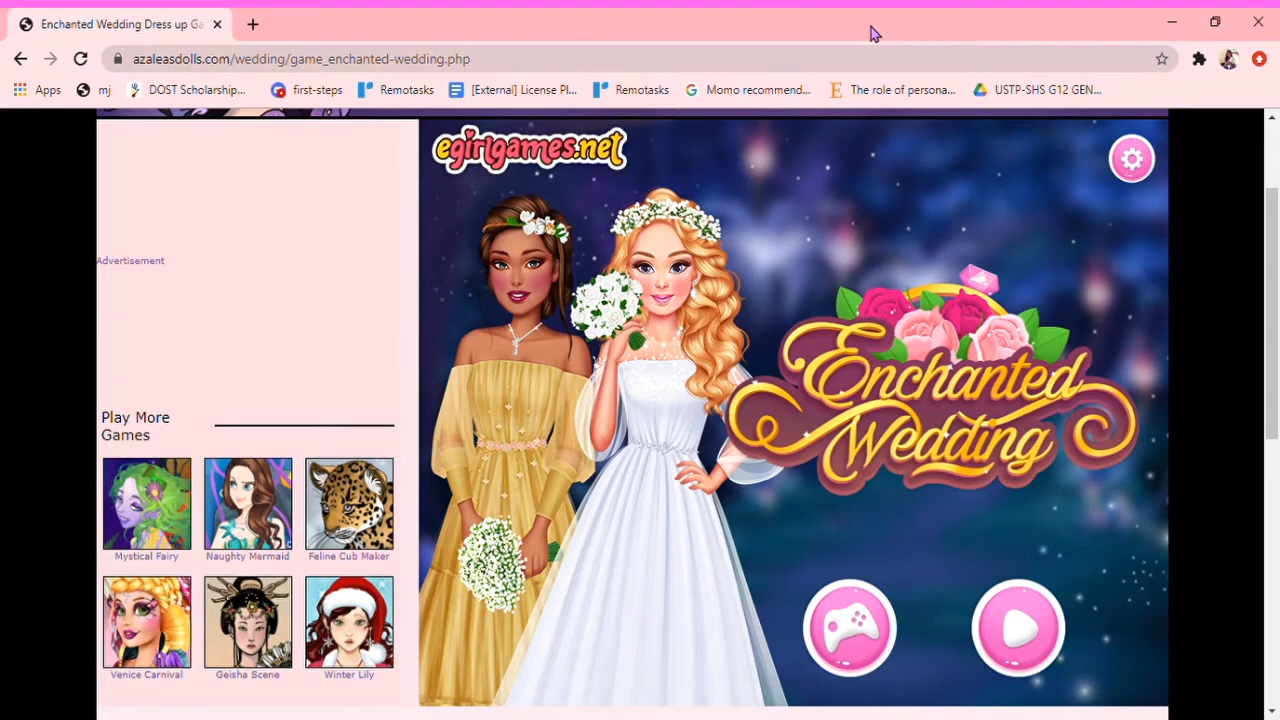 Enchanted Wedding Dress up Ga
azaleasdolls.com/wedding/game_enchanted-wedding.php
Apps
mj
DOST Scholarship...
first-steps
Remotasks
[External] License Pl...
Remotasks
Momo recommend...
The role of persona...
USTP-SHS G12 GEN...
egirlgames.net
Advertisement
Enchanted
Wedding
Play More
Games
Mystical Fairy
Naughty Mermaid
Feline Cub Maker
Venice Carnival
Geisha Scene
Winter Lily